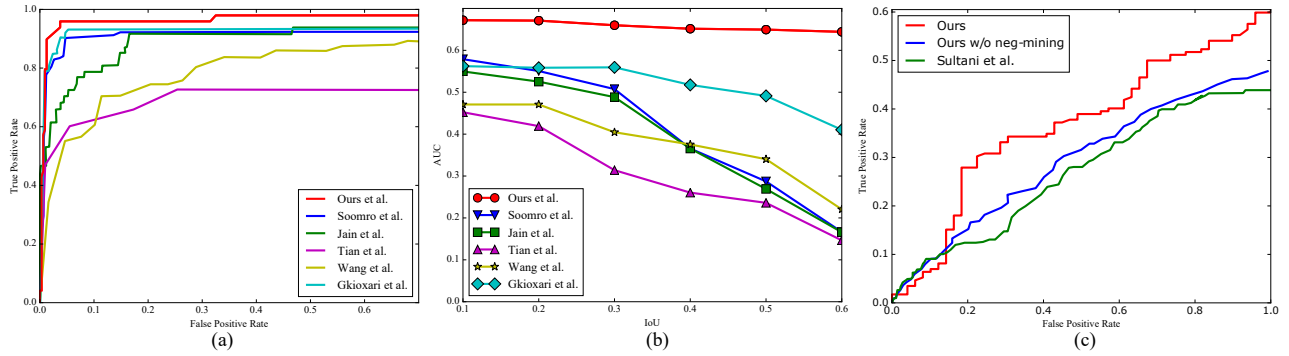 1.0
0.8
0.6
0.4
0.2
0.0
True Positive Rate
0.0 0.1 0.2 0.3 0.4 0.5 0.6
False Positive Rate
Ours et al.
Soomro et al.
Jain et al.
Tian et al.
Wang et al.
Gkioxari et al.
(a)
0.6
0.5
0.4
0.3
0.2
0.1
0.0
AUC
0.1 0.2 0.3 0.4 0.5 0.6
IoU
Ours et al.
Soomro et al.
Jain et al.
Tian et al.
Wang et al.
Gkioxari et al.
(b)
0.6
0.5
0.4
0.3
0.2
0.1
0.0
True Positive Rate
0.0 0.2 0.4 0.6 0.8 1.0
False Positive Rate
Ours
Ours w/o neg-mining
Sultani et al.
(c)